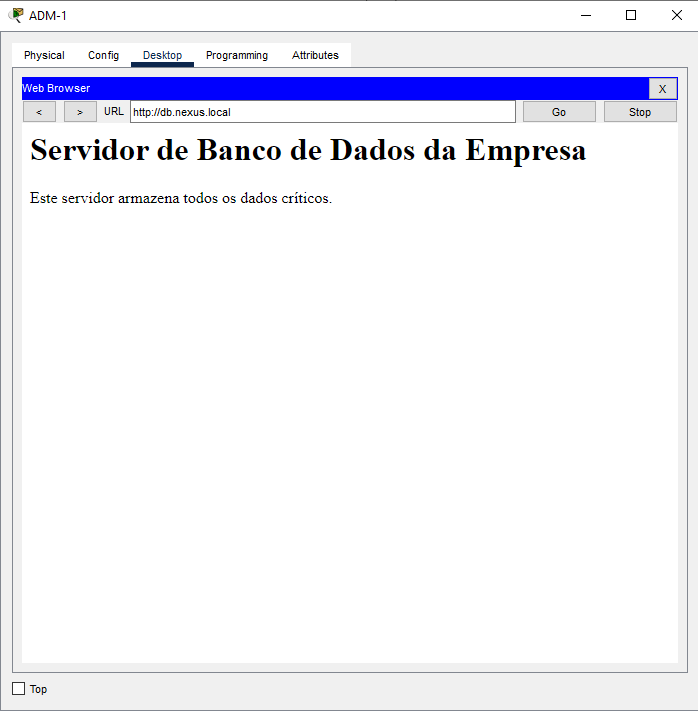 ADM-1
Physical Config Desktop Programming Attributes
Web Browser X
< > URL http://db.nexus.local Go Stop
Servidor de Banco de Dados da Empresa
Este servidor armazena todos os dados críticos.
Top